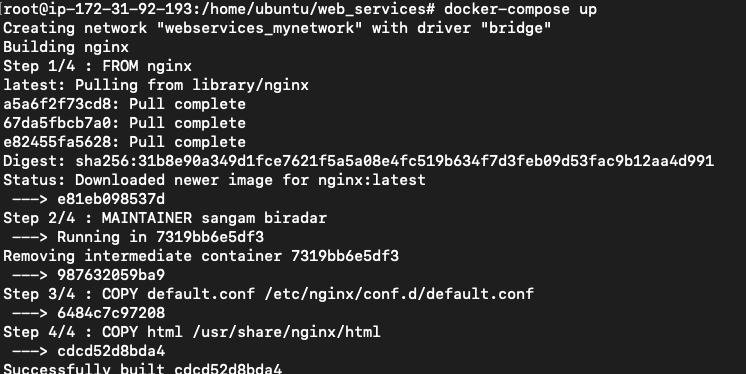 [root@ip-172-31-92-193:/home/ubuntu/web_services# docker-compose up
Creating network "webservices_mynetwork" with driver "bridge"
Building nginx
Step 1/4 : FROM nginx
latest: Pulling from library/nginx
a5a6f2f73cd8: Pull complete
67da5fbcb7a0: Pull complete
e82455fa5628: Pull complete
Digest: sha256:31b8e90a349d1fce7621f5a5a08e4fc519b634f7d3feb09d53fac9b12aa4d991
Status: Downloaded newer image for nginx:latest
 ---> e81eb098537d
Step 2/4 : MAINTAINER sangam biradar
 ---> Running in 7319bb6e5df3
Removing intermediate container 7319bb6e5df3
 ---> 987632059ba9
Step 3/4 : COPY default.conf /etc/nginx/conf.d/default.conf
 ---> 6484c7c97208
Step 4/4 : COPY html /usr/share/nginx/html
 ---> cdcd52d8bda4
Successfully built cdcd52d8bda4